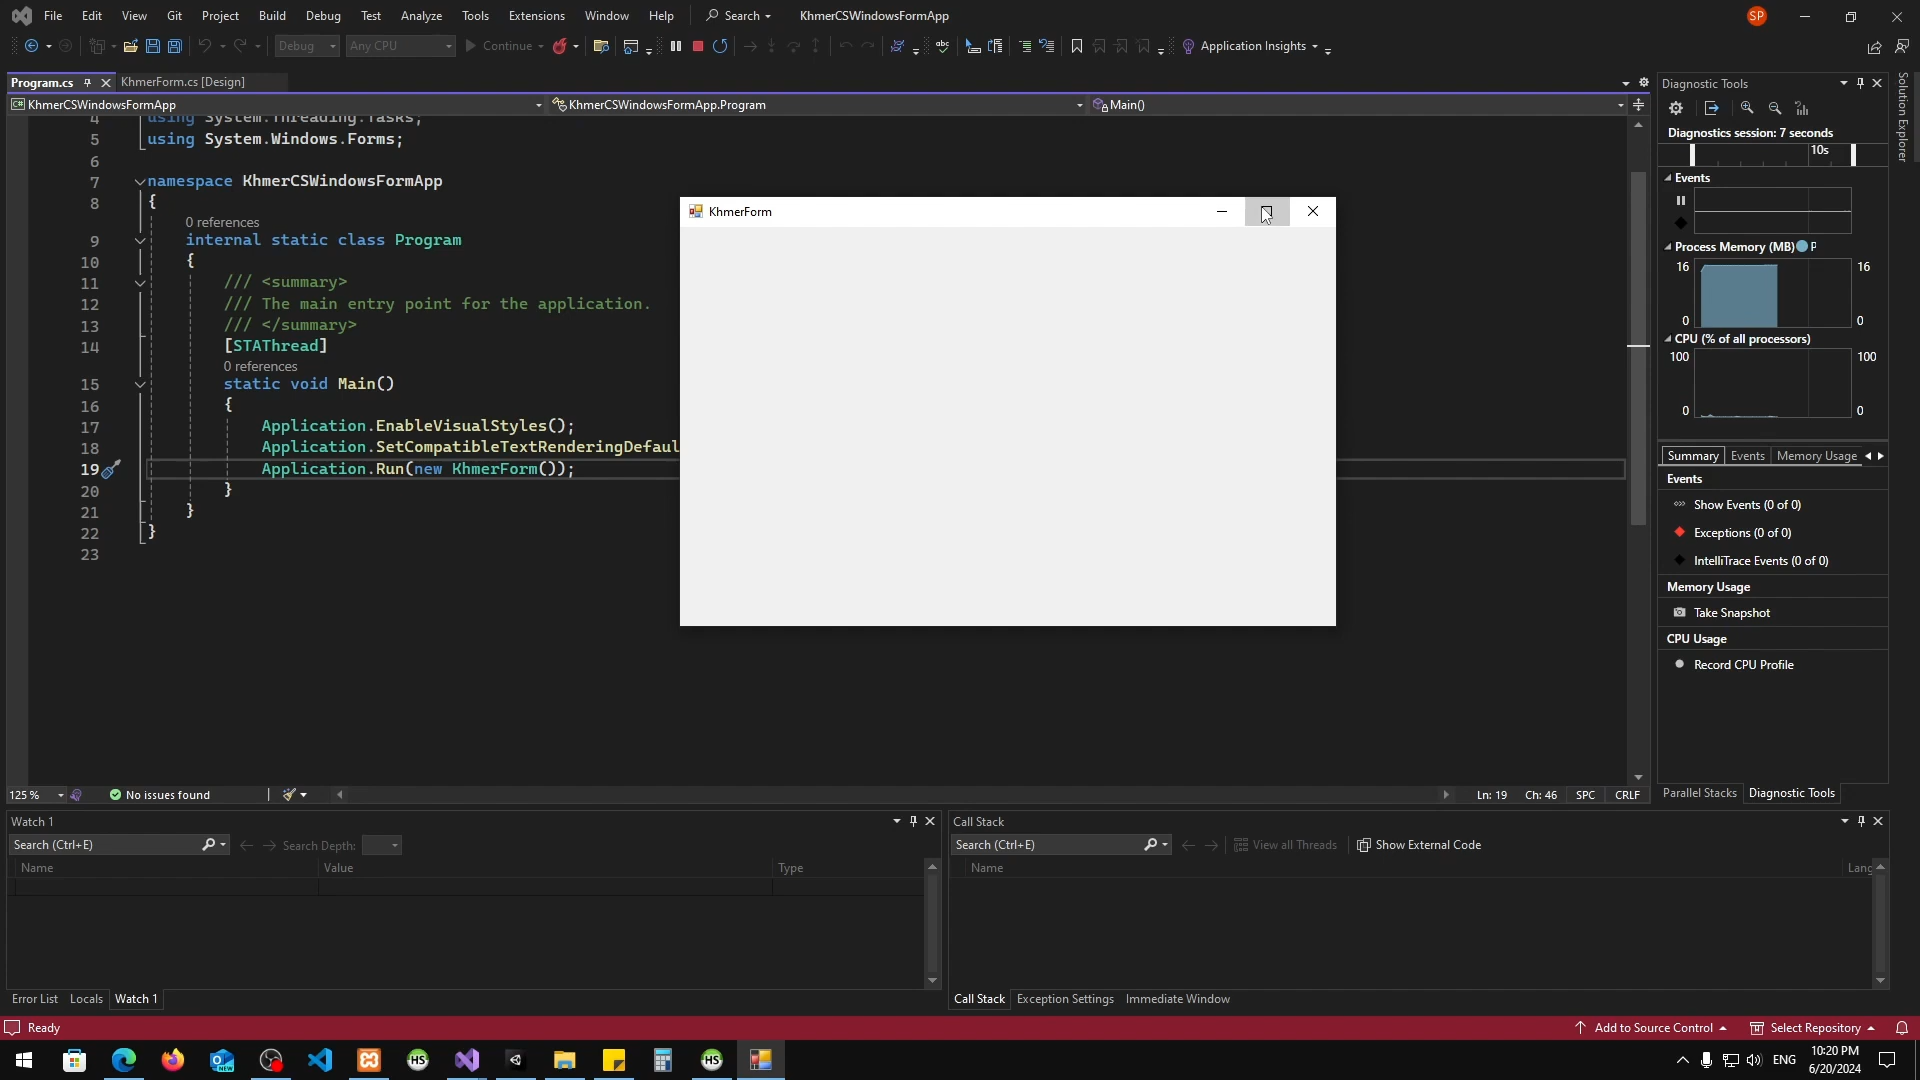 File Edit View Git Project Build Debug Test Analyze Tools Extensions Window Help Search KhmerCSWindowsFormApp SP
Debug Any CPU Continue Application Insights
Program.cs KhmerForm.cs [Design]
KhmerCSWindowsFormApp KhmerCSWindowsFormApp.Program Main()
4 using System.Threading.Tasks;
5 using System.Windows.Forms;
6
7 namespace KhmerCSWindowsFormApp
8 {
0 references
9 internal static class Program
10 {
11 /// <summary>
12 /// The main entry point for the application.
13 /// </summary>
14 [STAThread]
0 references
15 static void Main()
16 {
17 Application.EnableVisualStyles();
18 Application.SetCompatibleTextRenderingDefaul
19 Application.Run(new KhmerForm());
20 }
21 }
22 }
23
KhmerForm
125 % No issues found Ln: 19 Ch: 46 SPC CRLF
Diagnostic Tools
Diagnostics session: 7 seconds
10s
Events
Process Memory (MB) P
16 16
0 0
CPU (% of all processors)
100 100
0 0
Summary Events Memory Usage
Events
Show Events (0 of 0)
Exceptions (0 of 0)
IntelliTrace Events (0 of 0)
Memory Usage
Take Snapshot
CPU Usage
Record CPU Profile
Parallel Stacks Diagnostic Tools
Solution Explorer
Watch 1
Search (Ctrl+E) Search Depth:
Name Value Type
Error List Locals Watch 1
Call Stack
Search (Ctrl+E) View all Threads Show External Code
Name Lang
Call Stack Exception Settings Immediate Window
Ready Add to Source Control Select Repository
HS HS ENG 10:20 PM
6/20/2024